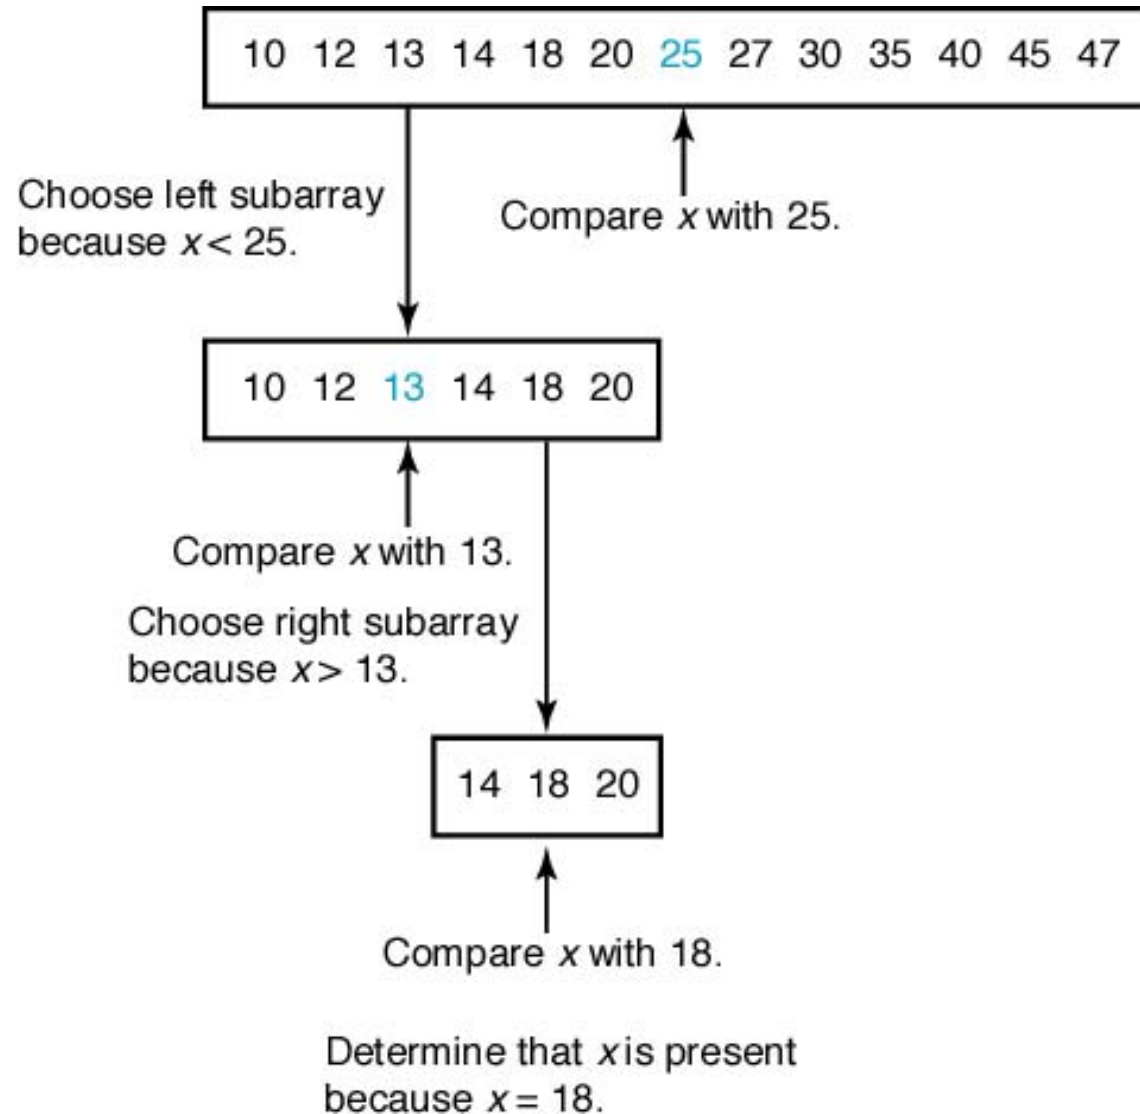 10 12 13 14 18 20 25 27 30 35 40 45 47
Choose left subarray
because x < 25.
Compare x with 25.
10 12 13 14 18 20
Compare x with 13.
Choose right subarray
because x > 13.
14 18 20
Compare x with 18.
Determine that x is present
because x = 18.